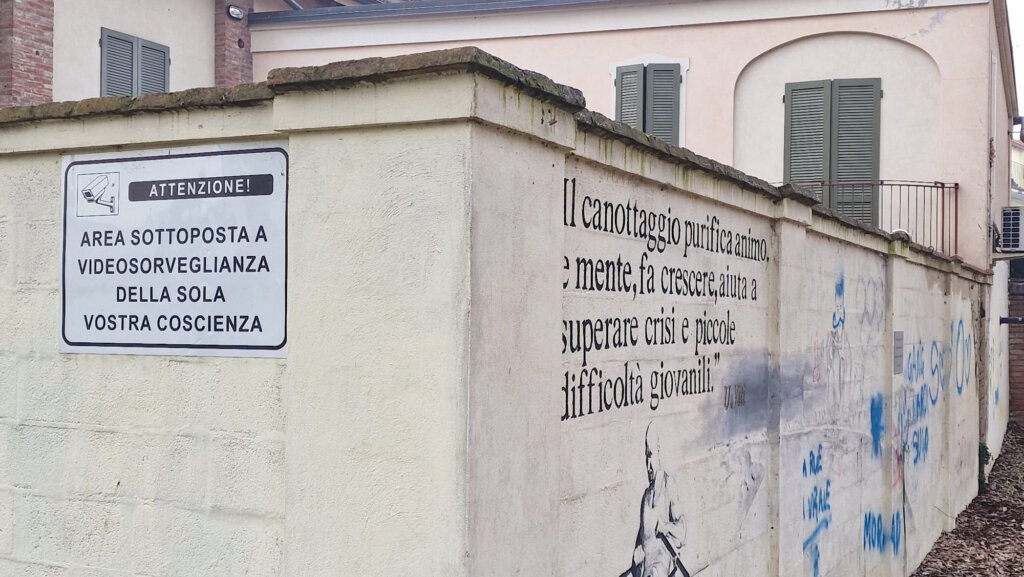 ATTENZIONE!
AREA SOTTOPOSTA A
VIDEOSORVEGLIANZA
DELLA SOLA
VOSTRA COSCIENZA
Il canottaggio purifica animo.
e mente, fa crescere, aiuta a
superare crisi e piccole
difficoltà giovanili."